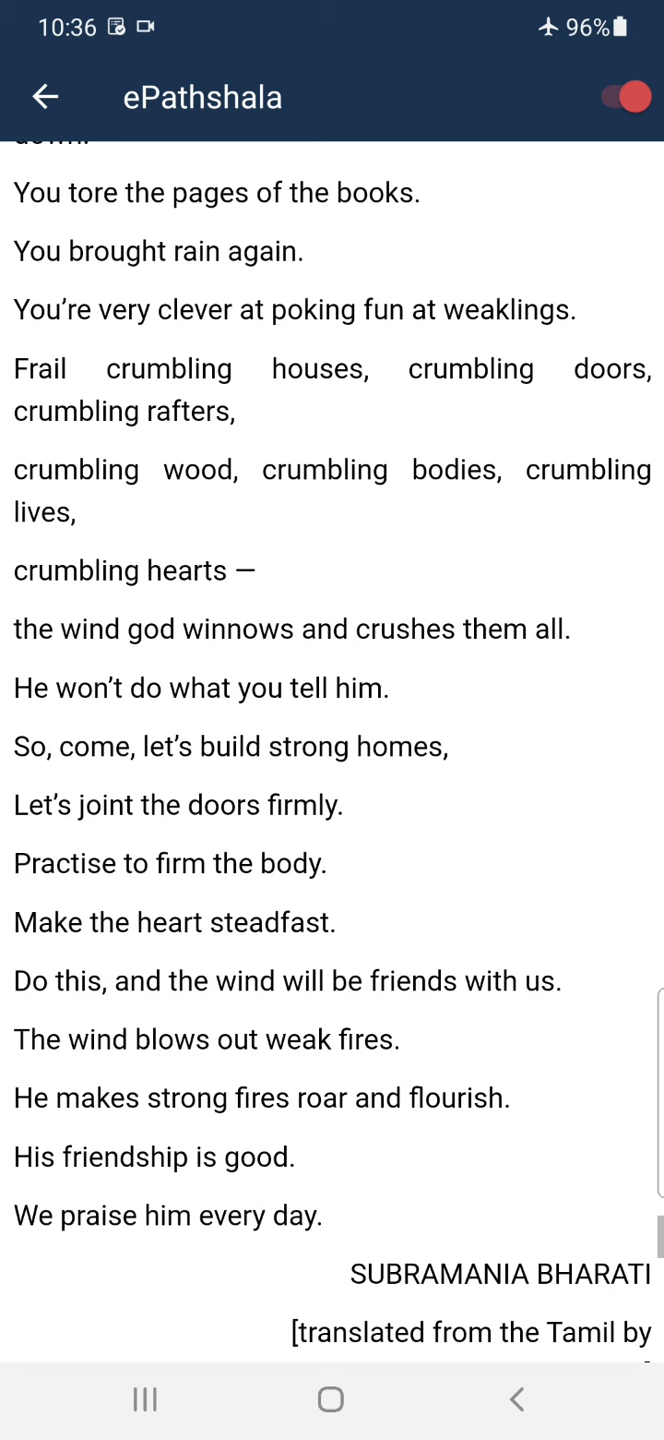 10:36 96%
ePathshala
You tore the pages of the books.
You brought rain again.
You’re very clever at poking fun at weaklings.
Frail crumbling houses, crumbling doors,
crumbling rafters,
crumbling wood, crumbling bodies, crumbling
lives,
crumbling hearts —
the wind god winnows and crushes them all.
He won’t do what you tell him.
So, come, let’s build strong homes,
Let’s joint the doors firmly.
Practise to firm the body.
Make the heart steadfast.
Do this, and the wind will be friends with us.
The wind blows out weak fires.
He makes strong fires roar and flourish.
His friendship is good.
We praise him every day.
SUBRAMANIA BHARATI
[translated from the Tamil by